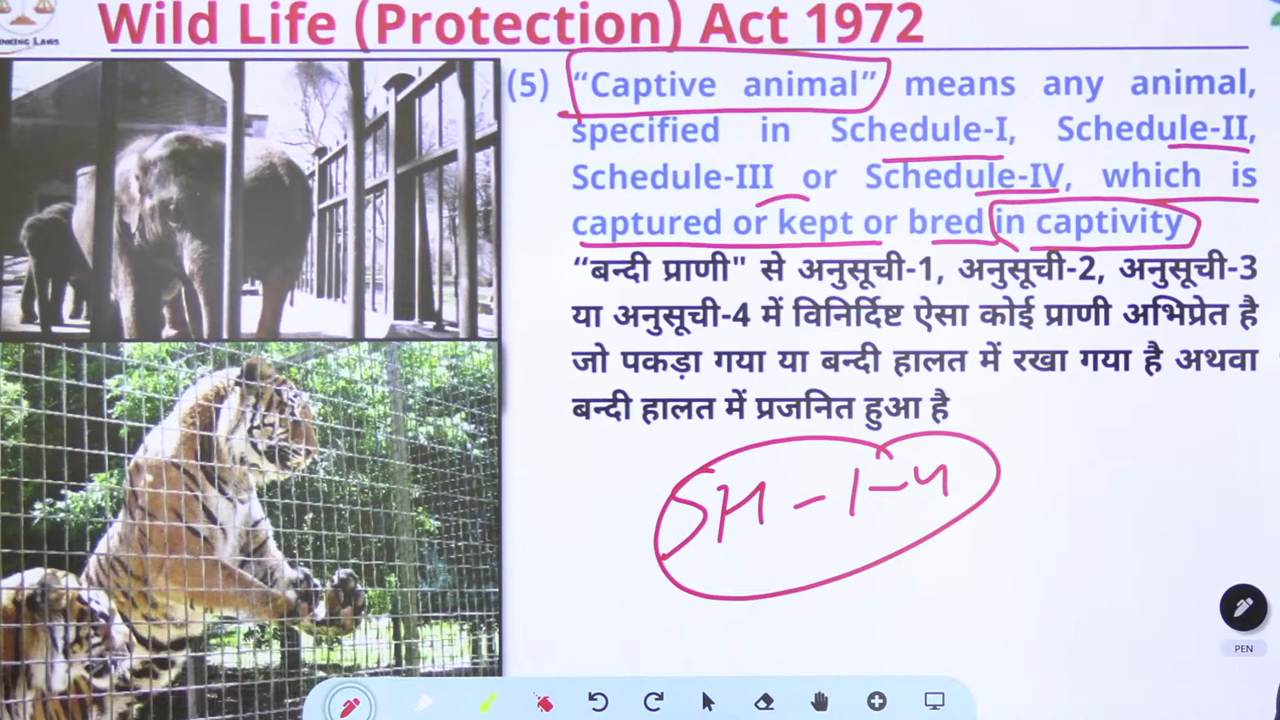 Wild Life (Protection) Act 1972
NKING LAWS
(5) “Captive animal” means any animal,
specified in Schedule-I, Schedule-II,
Schedule-III or Schedule-IV, which is
captured or kept or bred in captivity
“बन्दी प्राणी" से अनुसूची-1, अनुसूची-2, अनुसूची-3
या अनुसूची-4 में विनिर्दिष्ट ऐसा कोई प्राणी अभिप्रेत है
जो पकड़ा गया या बन्दी हालत में रखा गया है अथवा
बन्दी हालत में प्रजनित हुआ है
SH - 1-4
PEN